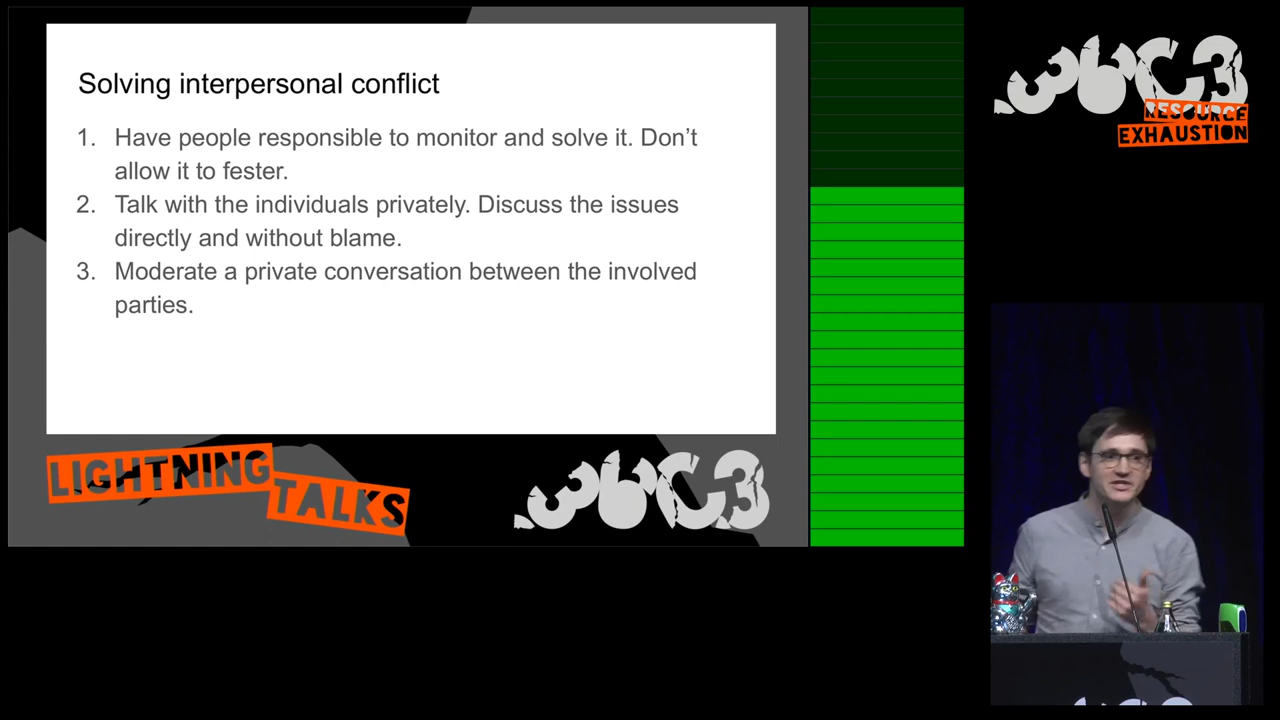 Solving interpersonal conflict
1. Have people responsible to monitor and solve it. Don't
allow it to fester.
2. Talk with the individuals privately. Discuss the issues
directly and without blame.
3. Moderate a private conversation between the involved
parties.
LIGHTNING
TALKS
36C3
36C3
RESOURCE
EXHAUSTION